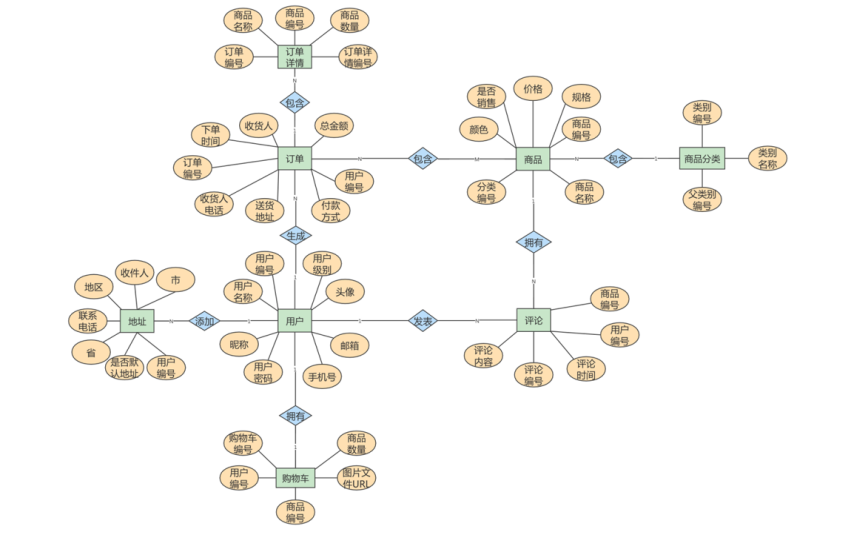 商品
名称
商品
编号
商品
数量
订单
编号
订单
详情
订单详
情编号
N
包含
下单
时间
收货人
总金额
订单
编号
订单
N
包含
M
用户
编号
收货人
电话
送货
地址
付款
方式
是否
销售
价格
规格
颜色
商品
编号
商品
N
包含
1
分类
编号
商品
名称
类别
编号
商品分类
类别
名称
父类别
编号
N
生成
1
拥有
N
用户
编号
用户
级别
用户
名称
头像
地区
收件人
市
联系
电话
地址
N
添加
1
用户
1
发表
N
评论
商品
编号
用户
编号
省
是否默
认地址
用户
编号
昵称
用户
密码
手机号
邮箱
评论
内容
评论
编号
评论
时间
拥有
1
购物车
编号
商品
数量
用户
编号
购物车
图片文
件URL
商品
编号